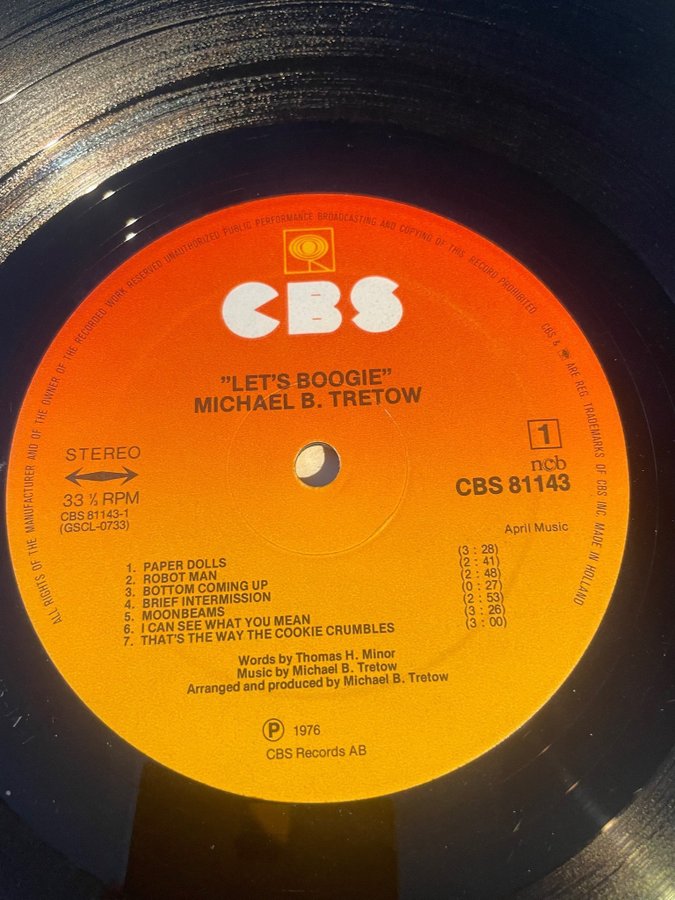 ALL RIGHTS OF THE MANUFACTURER AND OF THE OWNER OF THE RECORDED WORK RESERVED UNAUTHORIZED PUBLIC PERFORMANCE BROADCASTING AND COPYING OF THIS RECORD PROHIBITED CBS & ARE REG. TRADEMARKS OF CBS INC. MADE IN HOLLAND
CBS
"LET'S BOOGIE"
MICHAEL B. TRETOW
STEREO
33 ⅓ RPM
CBS 81143-1
(GSCL-0733)
1
ncb
CBS 81143
April Music
1. PAPER DOLLS (3 : 28)
2. ROBOT MAN (2 : 41)
3. BOTTOM COMING UP (2 : 48)
4. BRIEF INTERMISSION (0 : 27)
5. MOONBEAMS (2 : 53)
6. I CAN SEE WHAT YOU MEAN (3 : 26)
7. THAT'S THE WAY THE COOKIE CRUMBLES (3 : 00)
Words by Thomas H. Minor
Music by Michael B. Tretow
Arranged and produced by Michael B. Tretow
Ⓟ 1976
CBS Records AB